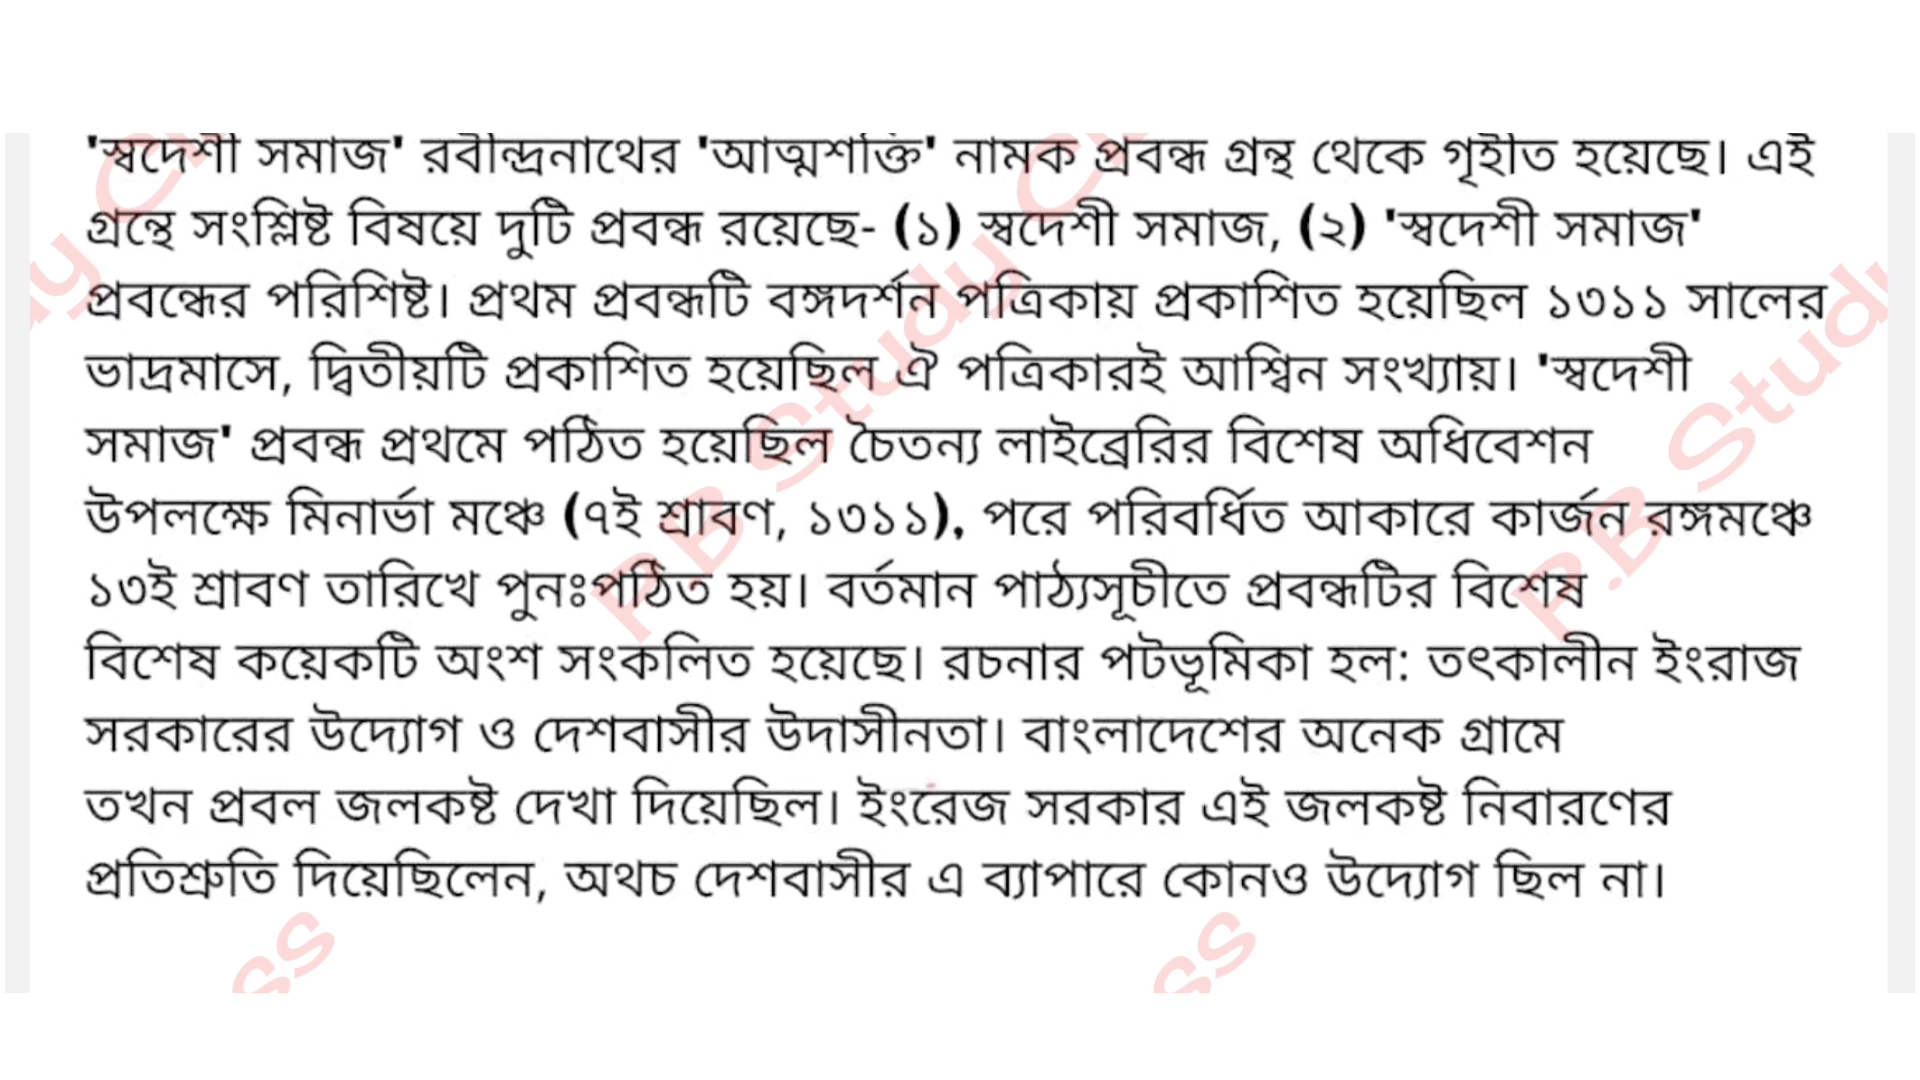 'স্বদেশী সমাজ' রবীন্দ্রনাথের 'আত্মশক্তি' নামক প্রবন্ধ গ্রন্থ থেকে গৃহীত হয়েছে। এই
গ্রন্থে সংশ্লিষ্ট বিষয়ে দুটি প্রবন্ধ রয়েছে- (১) স্বদেশী সমাজ, (২) 'স্বদেশী সমাজ'
প্রবন্ধের পরিশিষ্ট। প্রথম প্রবন্ধটি বঙ্গদর্শন পত্রিকায় প্রকাশিত হয়েছিল ১৩১১ সালের
ভাদ্রমাসে, দ্বিতীয়টি প্রকাশিত হয়েছিল ঐ পত্রিকারই আশ্বিন সংখ্যায়। 'স্বদেশী
সমাজ' প্রবন্ধ প্রথমে পঠিত হয়েছিল চৈতন্য লাইব্রেরির বিশেষ অধিবেশন
উপলক্ষে মিনার্ভা মঞ্চে (৭ই শ্রাবণ, ১৩১১), পরে পরিবর্ধিত আকারে কার্জন রঙ্গমঞ্চে
১৩ই শ্রাবণ তারিখে পুনঃপঠিত হয়। বর্তমান পাঠ্যসূচীতে প্রবন্ধটির বিশেষ
বিশেষ কয়েকটি অংশ সংকলিত হয়েছে। রচনার পটভূমিকা হল: তৎকালীন ইংরাজ
সরকারের উদ্যোগ ও দেশবাসীর উদাসীনতা। বাংলাদেশের অনেক গ্রামে
তখন প্রবল জলকষ্ট দেখা দিয়েছিল। ইংরেজ সরকার এই জলকষ্ট নিবারণের
প্রতিশ্রুতি দিয়েছিলেন, অথচ দেশবাসীর এ ব্যাপারে কোনও উদ্যোগ ছিল না।
P.B Study
P.B Study